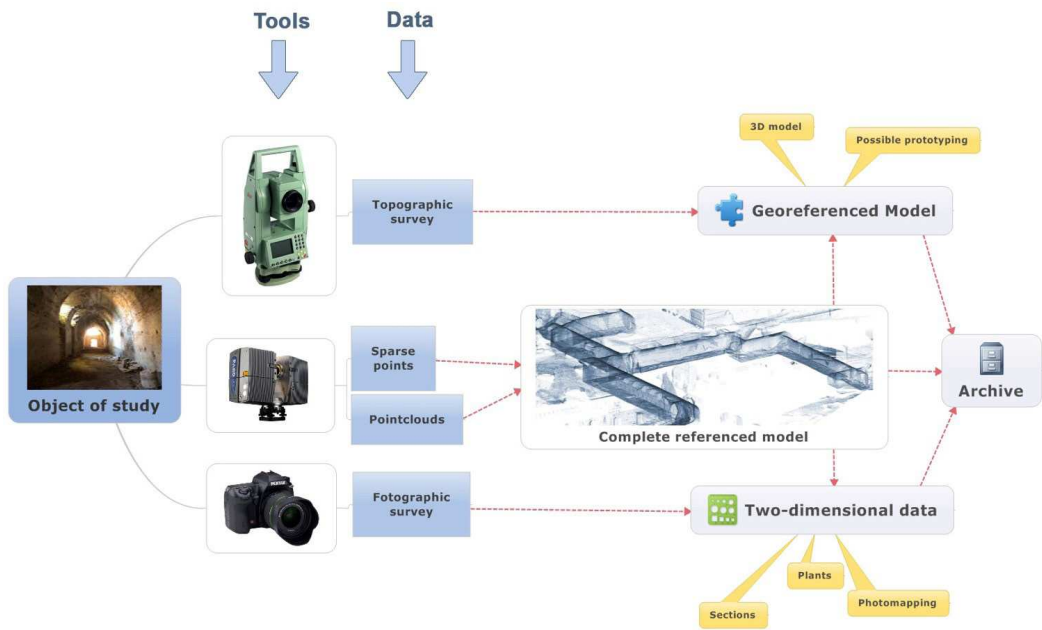 Tools
Data
3D model
Possible prototyping
Topographic
survey
Georeferenced Model
Object of study
Sparse
points
Pointclouds
Complete referenced model
Archive
PENTAX
Fotographic
survey
Two-dimensional data
Plants
Sections
Photomapping